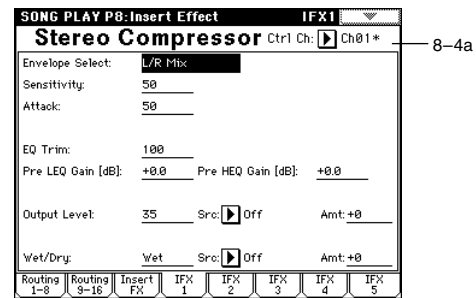 SONG PLAY P8:Insert Effect IFX1
Stereo Compressor Ctrl Ch: Ch01*
8–4a
Envelope Select: L/R Mix
Sensitivity: 50
Attack: 50
EQ Trim: 100
Pre LEQ Gain [dB]: +0.0 Pre HEQ Gain [dB]: +0.0
Output Level: 35 Src: Off Amt: +0
Wet/Dry: Wet Src: Off Amt: +0
Routing 1-8 Routing 9-16 Insert FX IFX 1 IFX 2 IFX 3 IFX 4 IFX 5